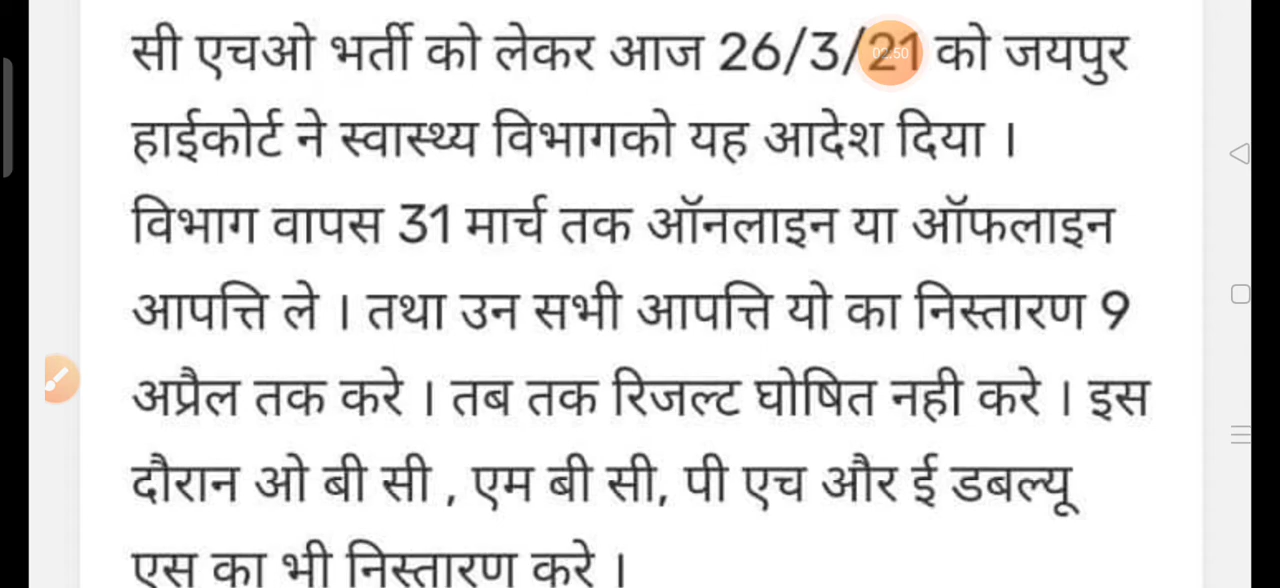 सी एचओ भर्ती को लेकर आज 26/3/21 को जयपुर
हाईकोर्ट ने स्वास्थ्य विभागको यह आदेश दिया ।
विभाग वापस 31 मार्च तक ऑनलाइन या ऑफलाइन
आपत्ति ले । तथा उन सभी आपत्ति यो का निस्तारण 9
अप्रैल तक करे । तब तक रिजल्ट घोषित नही करे । इस
दौरान ओ बी सी , एम बी सी, पी एच और ई डबल्यू
एस का भी निस्तारण करे ।
02:50